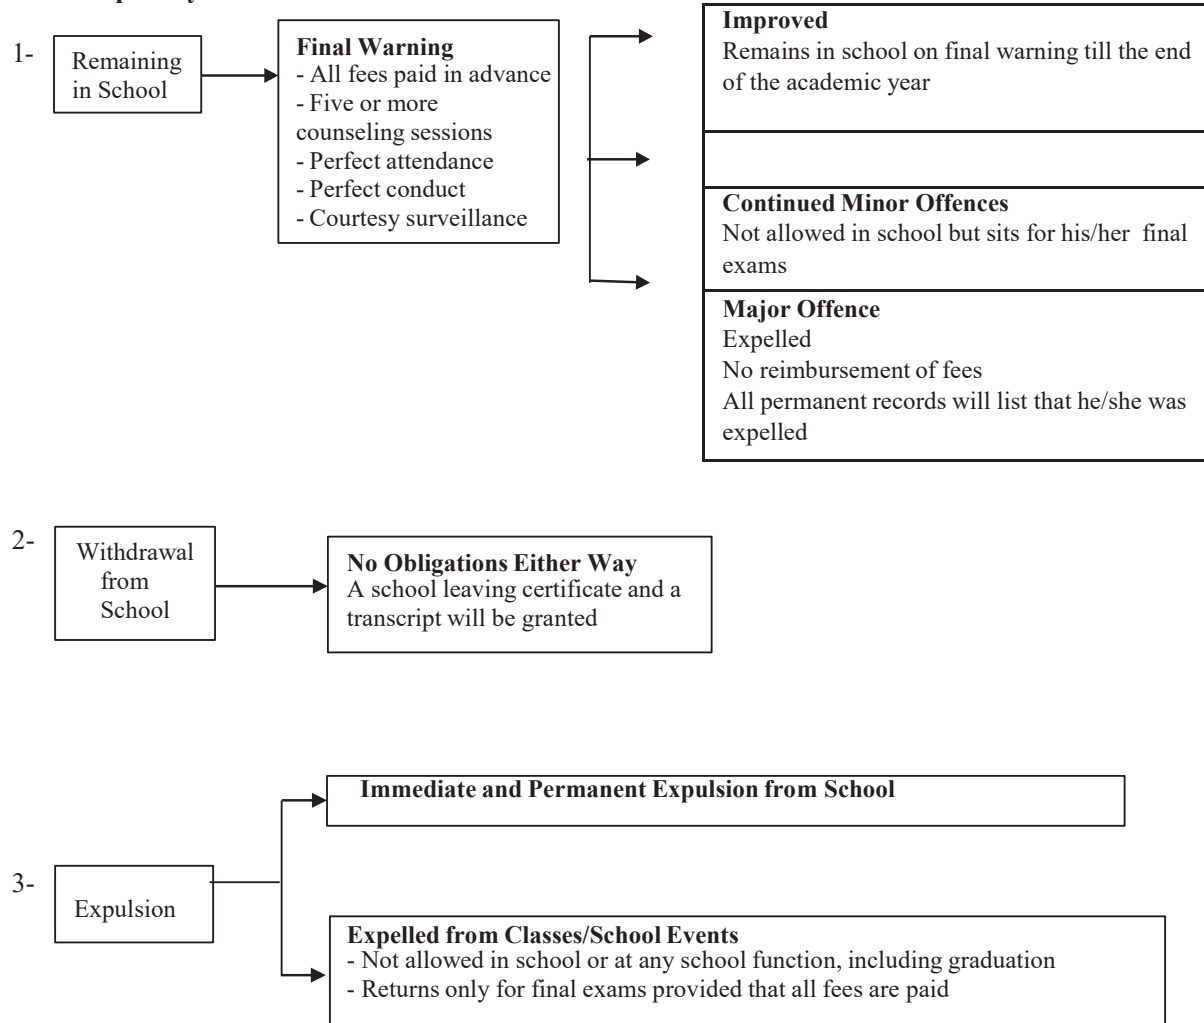 1-
Remaining
in School
Final Warning
- All fees paid in advance
- Five or more
counseling sessions
- Perfect attendance
- Perfect conduct
- Courtesy surveillance
Improved
Remains in school on final warning till the end
of the academic year
Continued Minor Offences
Not allowed in school but sits for his/her final
exams
Major Offence
Expelled
No reimbursement of fees
All permanent records will list that he/she was
expelled
2-
Withdrawal
from
School
No Obligations Either Way
A school leaving certificate and a
transcript will be granted
3-
Expulsion
Immediate and Permanent Expulsion from School
Expelled from Classes/School Events
- Not allowed in school or at any school function, including graduation
- Returns only for final exams provided that all fees are paid